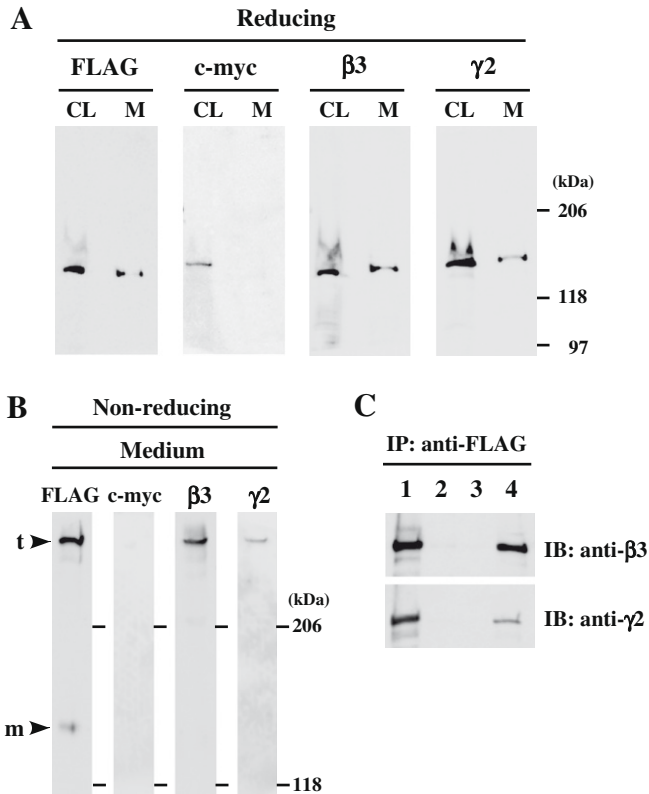 A
Reducing
FLAG c-myc β3 γ2
CL M CL M CL M CL M
(kDa)
206
118
97
B
Non-reducing
Medium
FLAG c-myc β3 γ2
t
(kDa)
206
m
118
C
IP: anti-FLAG
1 2 3 4
IB: anti-β3
IB: anti-γ2